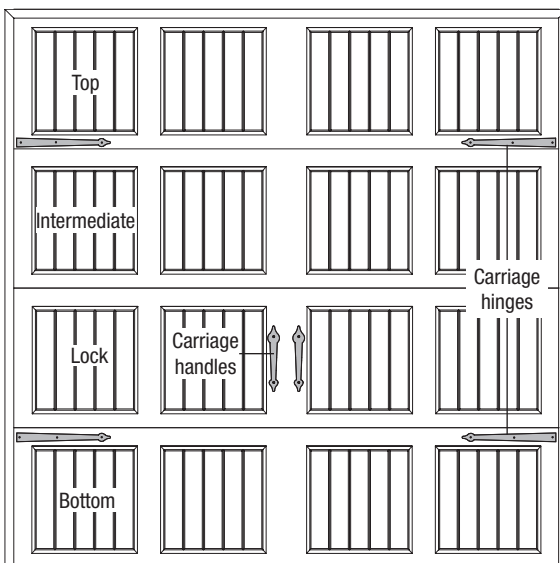 Top
Intermediate
Carriage
hinges
Lock
Carriage
handles
Bottom